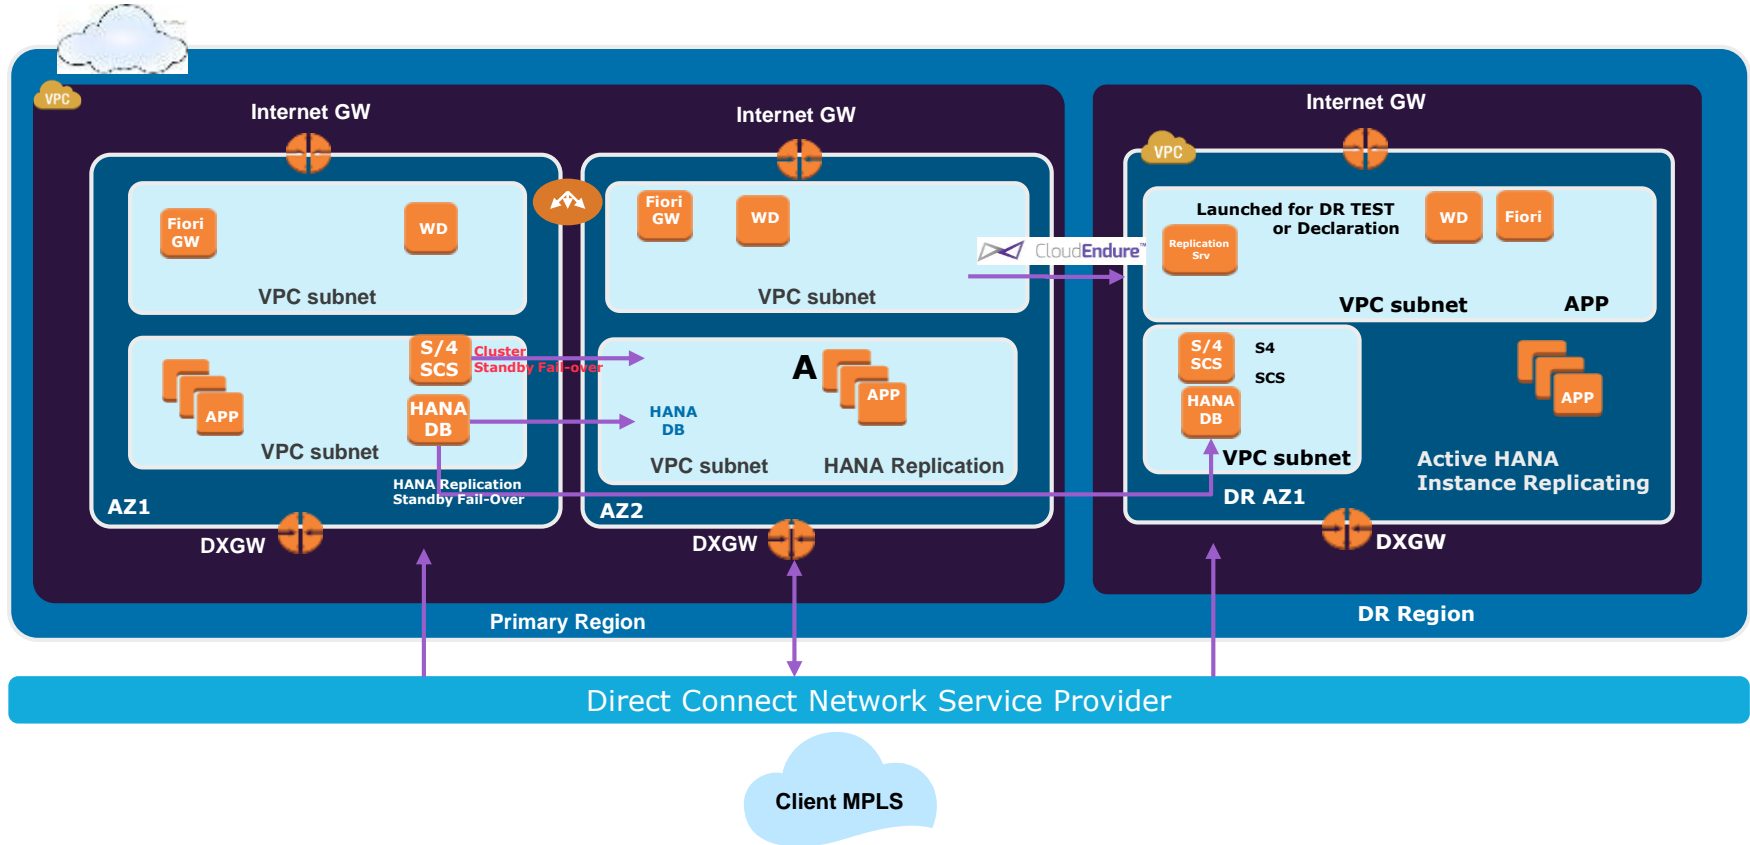 VPC
Internet GW
Internet GW
Internet GW
VPC
Fiori
GW
WD
VPC subnet
Fiori
GW
WD
VPC subnet
CloudEndure™
Launched for DR TEST
or Declaration
Replication
Srv
WD
Fiori
VPC subnet
APP
APP
S/4
SCS
HANA
DB
VPC subnet
Cluster
Standby Fail-over
HANA Replication
Standby Fail-Over
AZ1
HANA
DB
A
APP
VPC subnet
HANA Replication
AZ2
S/4
SCS
S4
SCS
HANA
DB
VPC subnet
DR AZ1
APP
Active HANA
Instance Replicating
DXGW
DXGW
DXGW
Primary Region
DR Region
Direct Connect Network Service Provider
Client MPLS